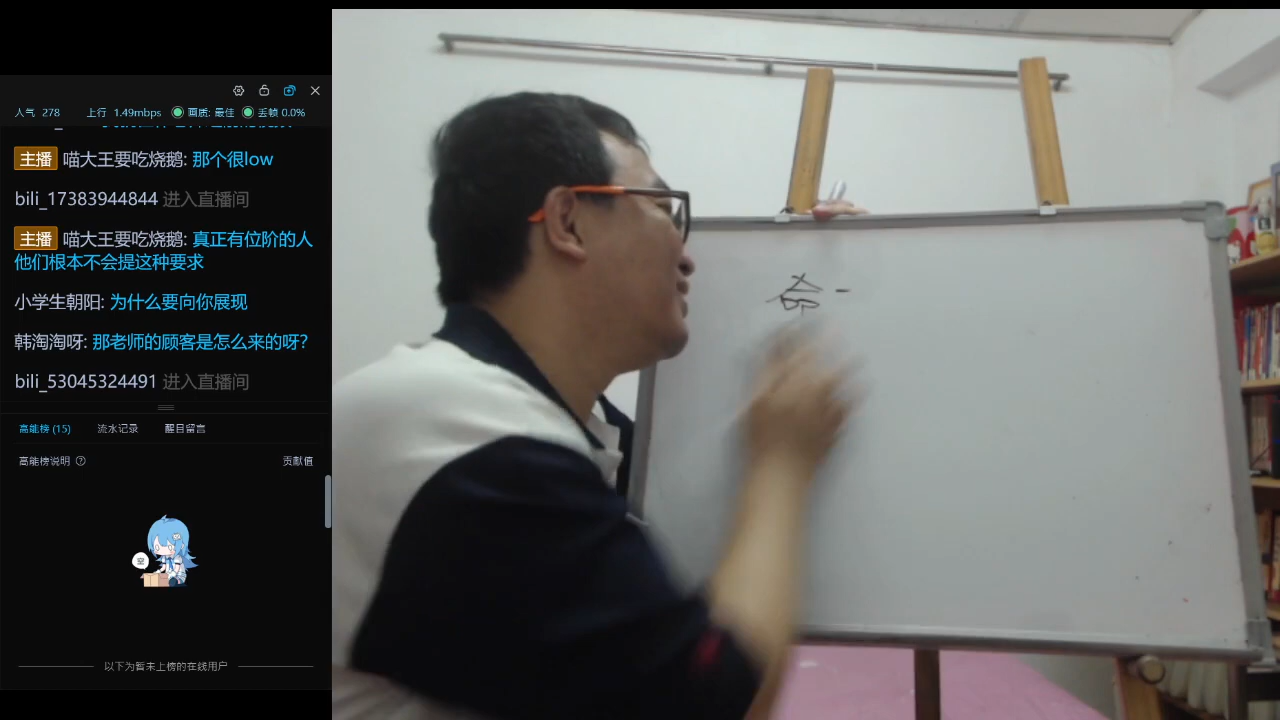 人气 278 上行 1.49mbps 画质: 最佳 丢帧 0.0%
主播 喵大王要吃烧鹅: 那个很low
bili_17383944844 进入直播间
主播 喵大王要吃烧鹅: 真正有位阶的人
他们根本不会提这种要求
小学生朝阳: 为什么要向你展现
韩淘淘呀: 那老师的顾客是怎么来的呀?
bili_53045324491 进入直播间
高能榜 (15) 流水记录 醒目留言
高能榜说明 贡献值
空
以下为暂未上榜的在线用户
命 -